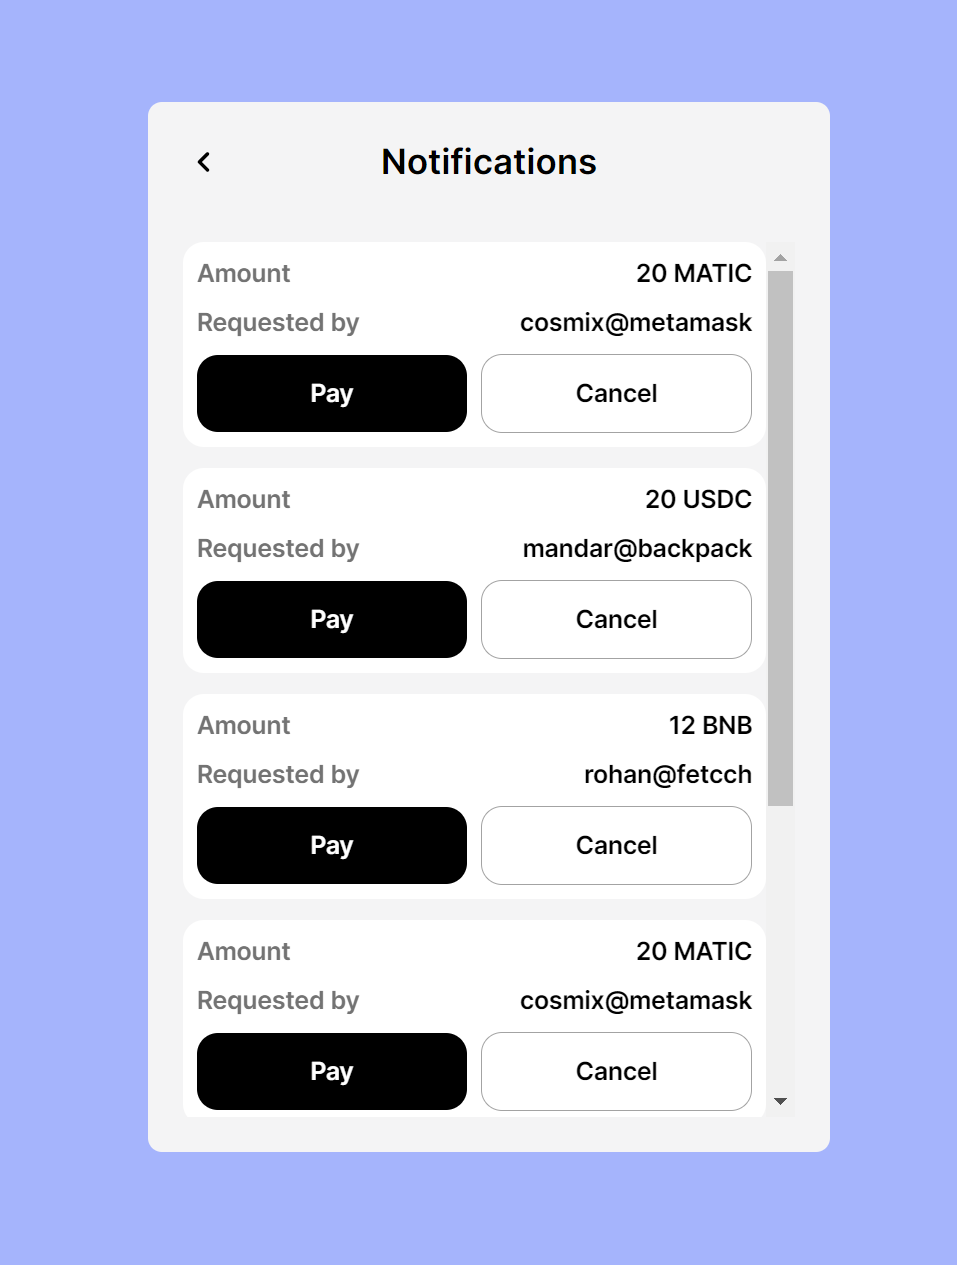 Notifications
Amount 20 MATIC
Requested by cosmix@metamask
Pay Cancel
Amount 20 USDC
Requested by mandar@backpack
Pay Cancel
Amount 12 BNB
Requested by rohan@fetcch
Pay Cancel
Amount 20 MATIC
Requested by cosmix@metamask
Pay Cancel